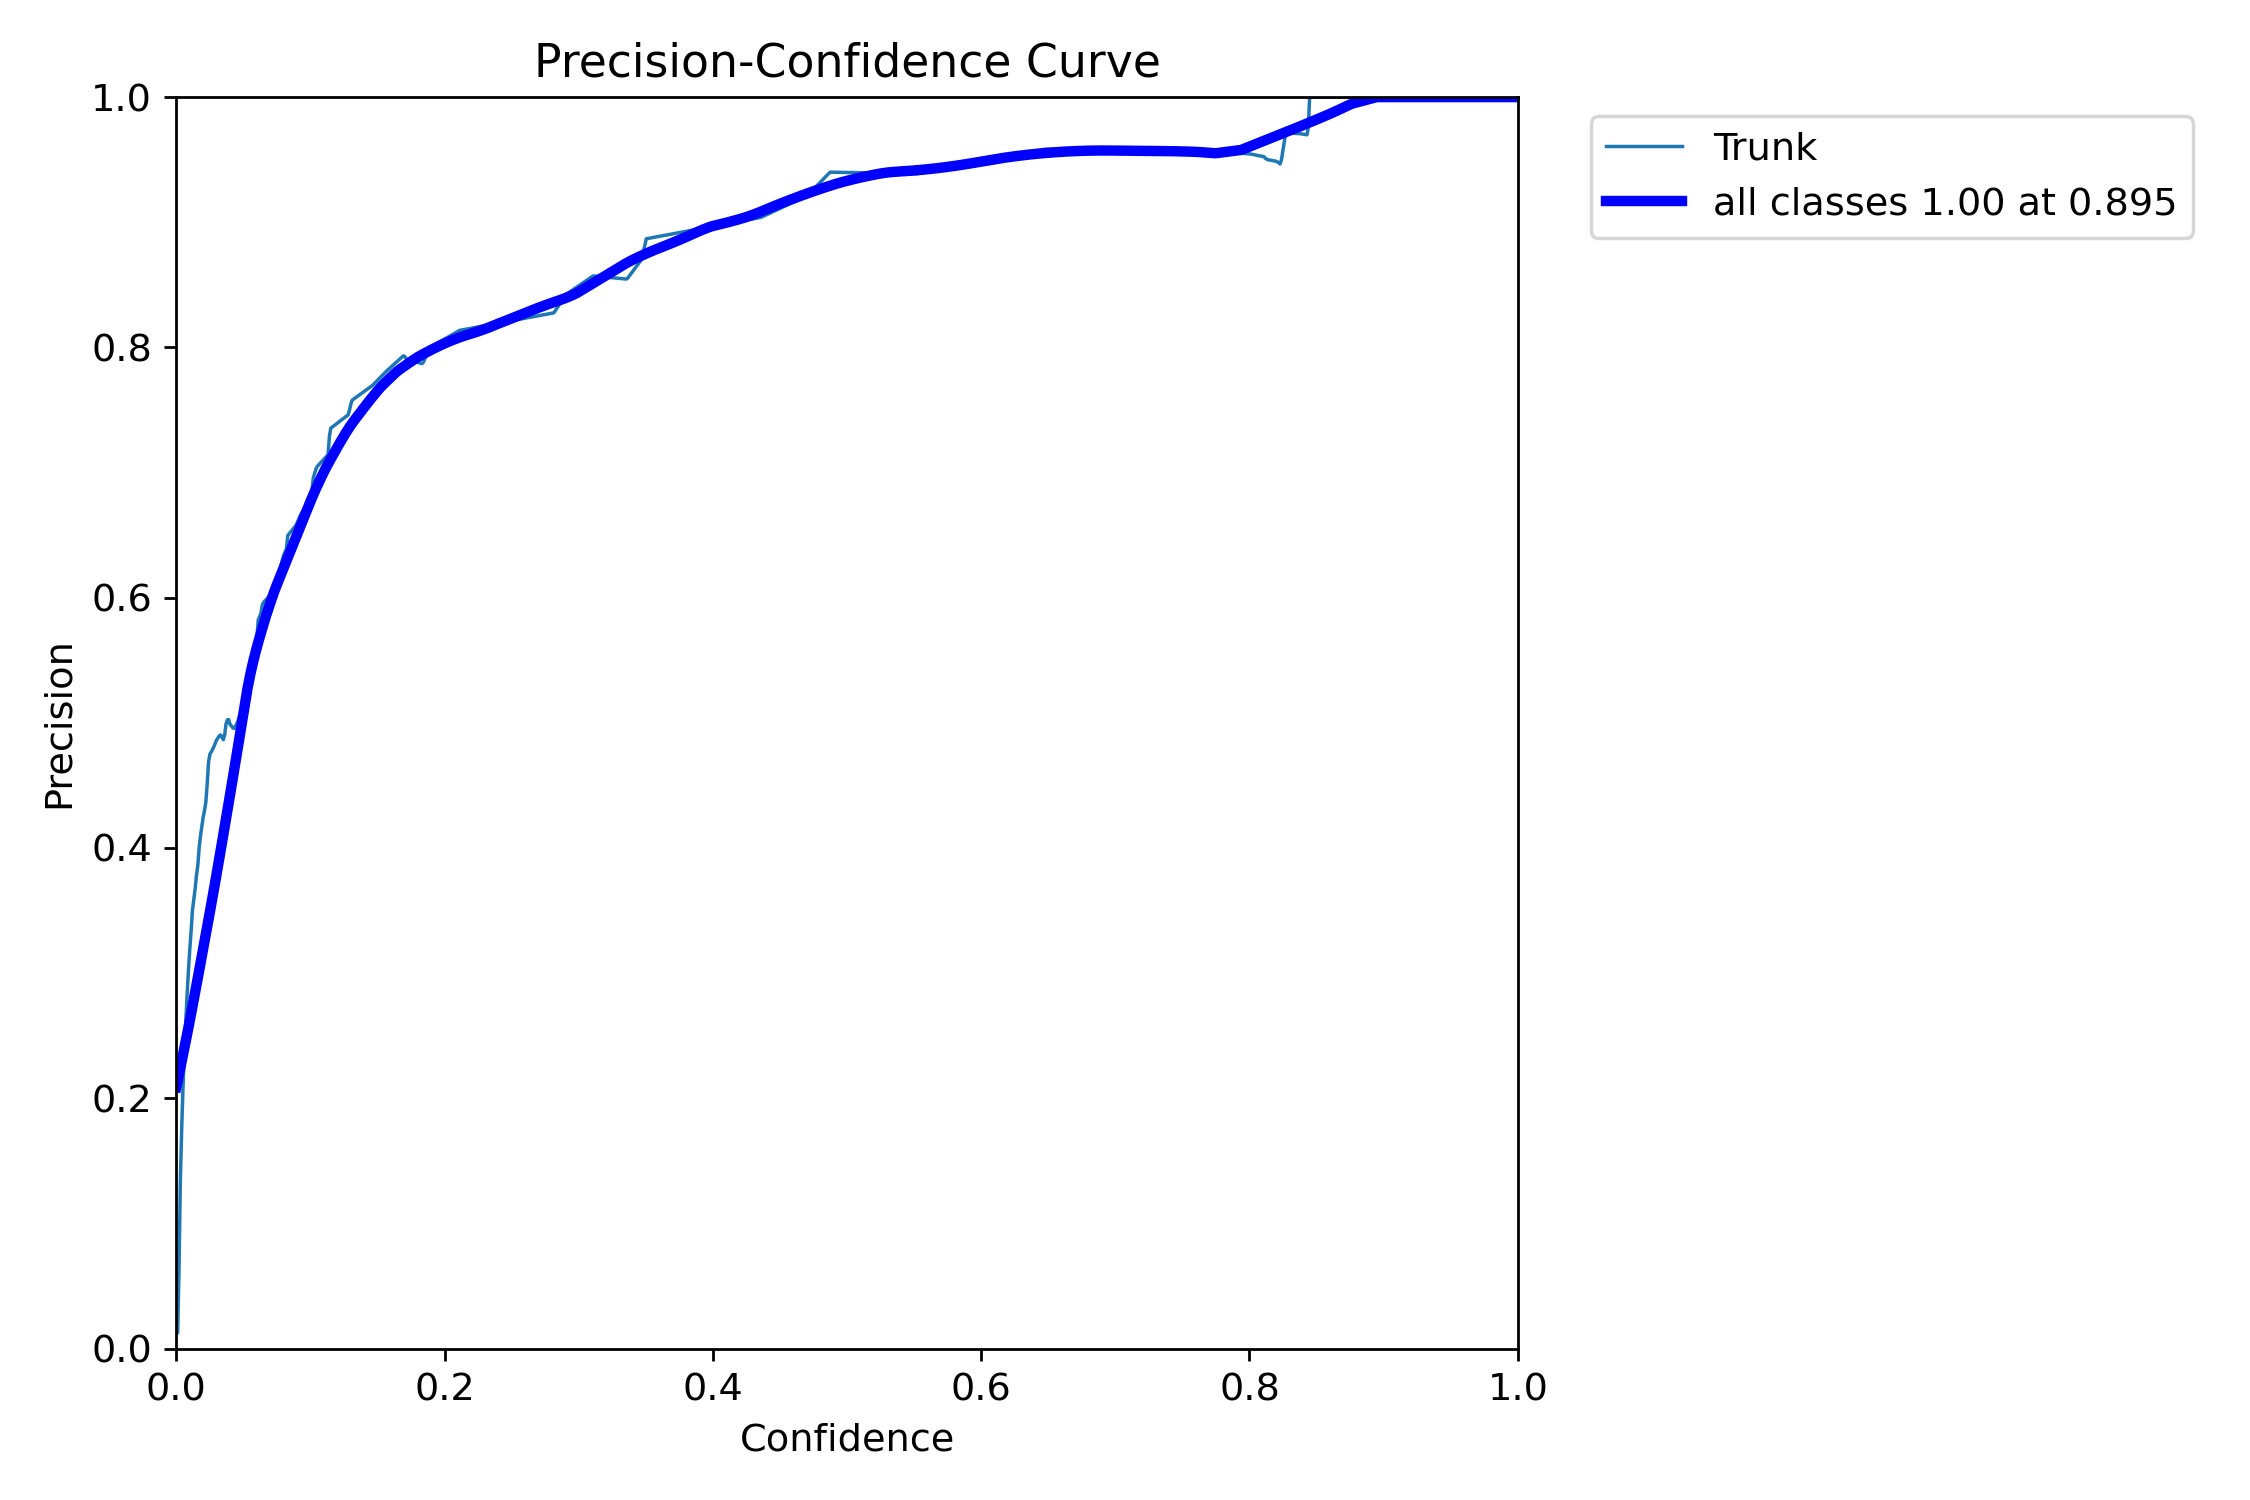 Precision-Confidence Curve
Trunk
all classes 1.00 at 0.895
Precision
1.0
0.8
0.6
0.4
0.2
0.0
0.0 0.2 0.4 0.6 0.8 1.0
Confidence